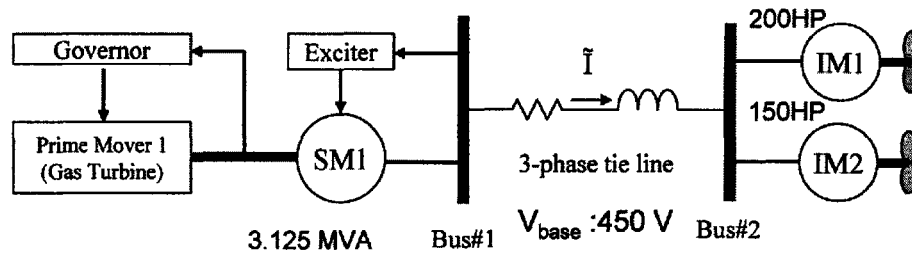 Governor
Exciter
200HP
Ĩ
IM1
Prime Mover 1
(Gas Turbine)
SM1
150HP
3-phase tie line
IM2
3.125 MVA
Bus#1
V_base :450 V
Bus#2